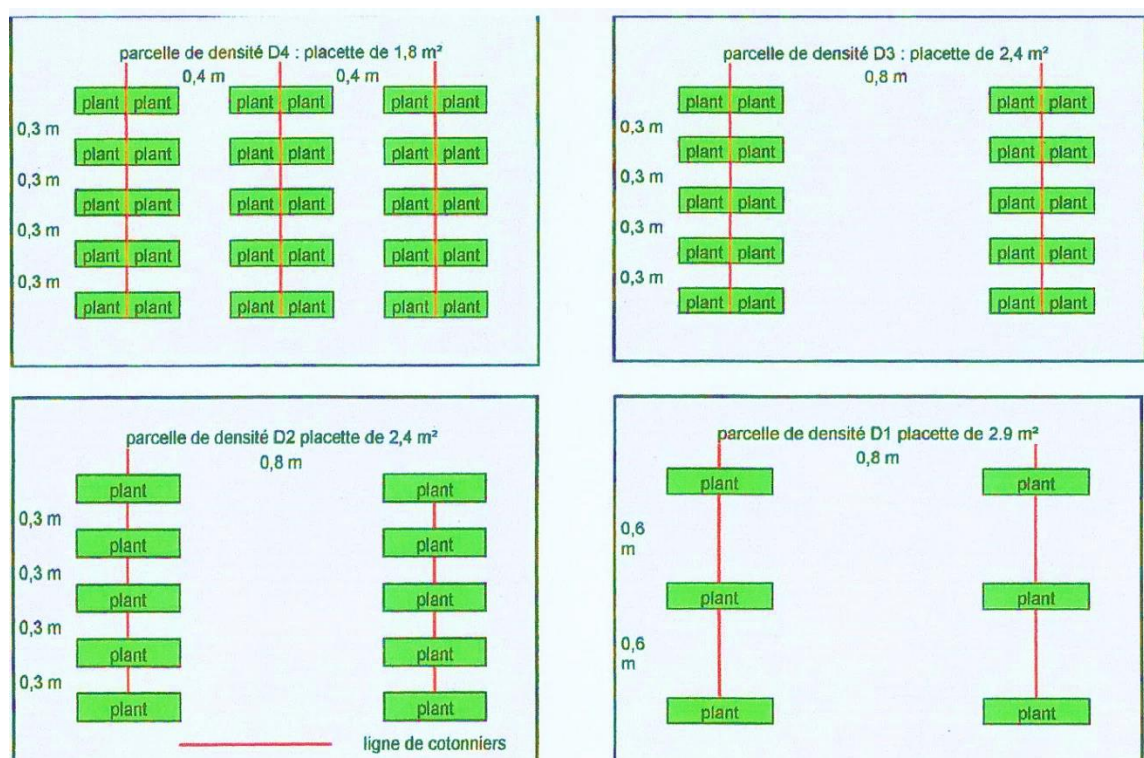 parcelle de densité D4 : placette de 1,8 m²
0,4 m 0,4 m
plant plant plant plant plant plant
0,3 m
plant plant plant plant plant plant
0,3 m
plant plant plant plant plant plant
0,3 m
plant plant plant plant plant plant
0,3 m
plant plant plant plant plant plant
parcelle de densité D3 : placette de 2,4 m²
0,8 m
plant plant plant plant
0,3 m
plant plant plant plant
0,3 m
plant plant plant plant
0,3 m
plant plant plant plant
0,3 m
plant plant plant plant
parcelle de densité D2 placette de 2,4 m²
0,8 m
plant plant
0,3 m
plant plant
0,3 m
plant plant
0,3 m
plant plant
0,3 m
plant plant
ligne de cotonniers
parcelle de densité D1 placette de 2.9 m²
0,8 m
plant plant
0,6
m
plant plant
0,6
m
plant plant